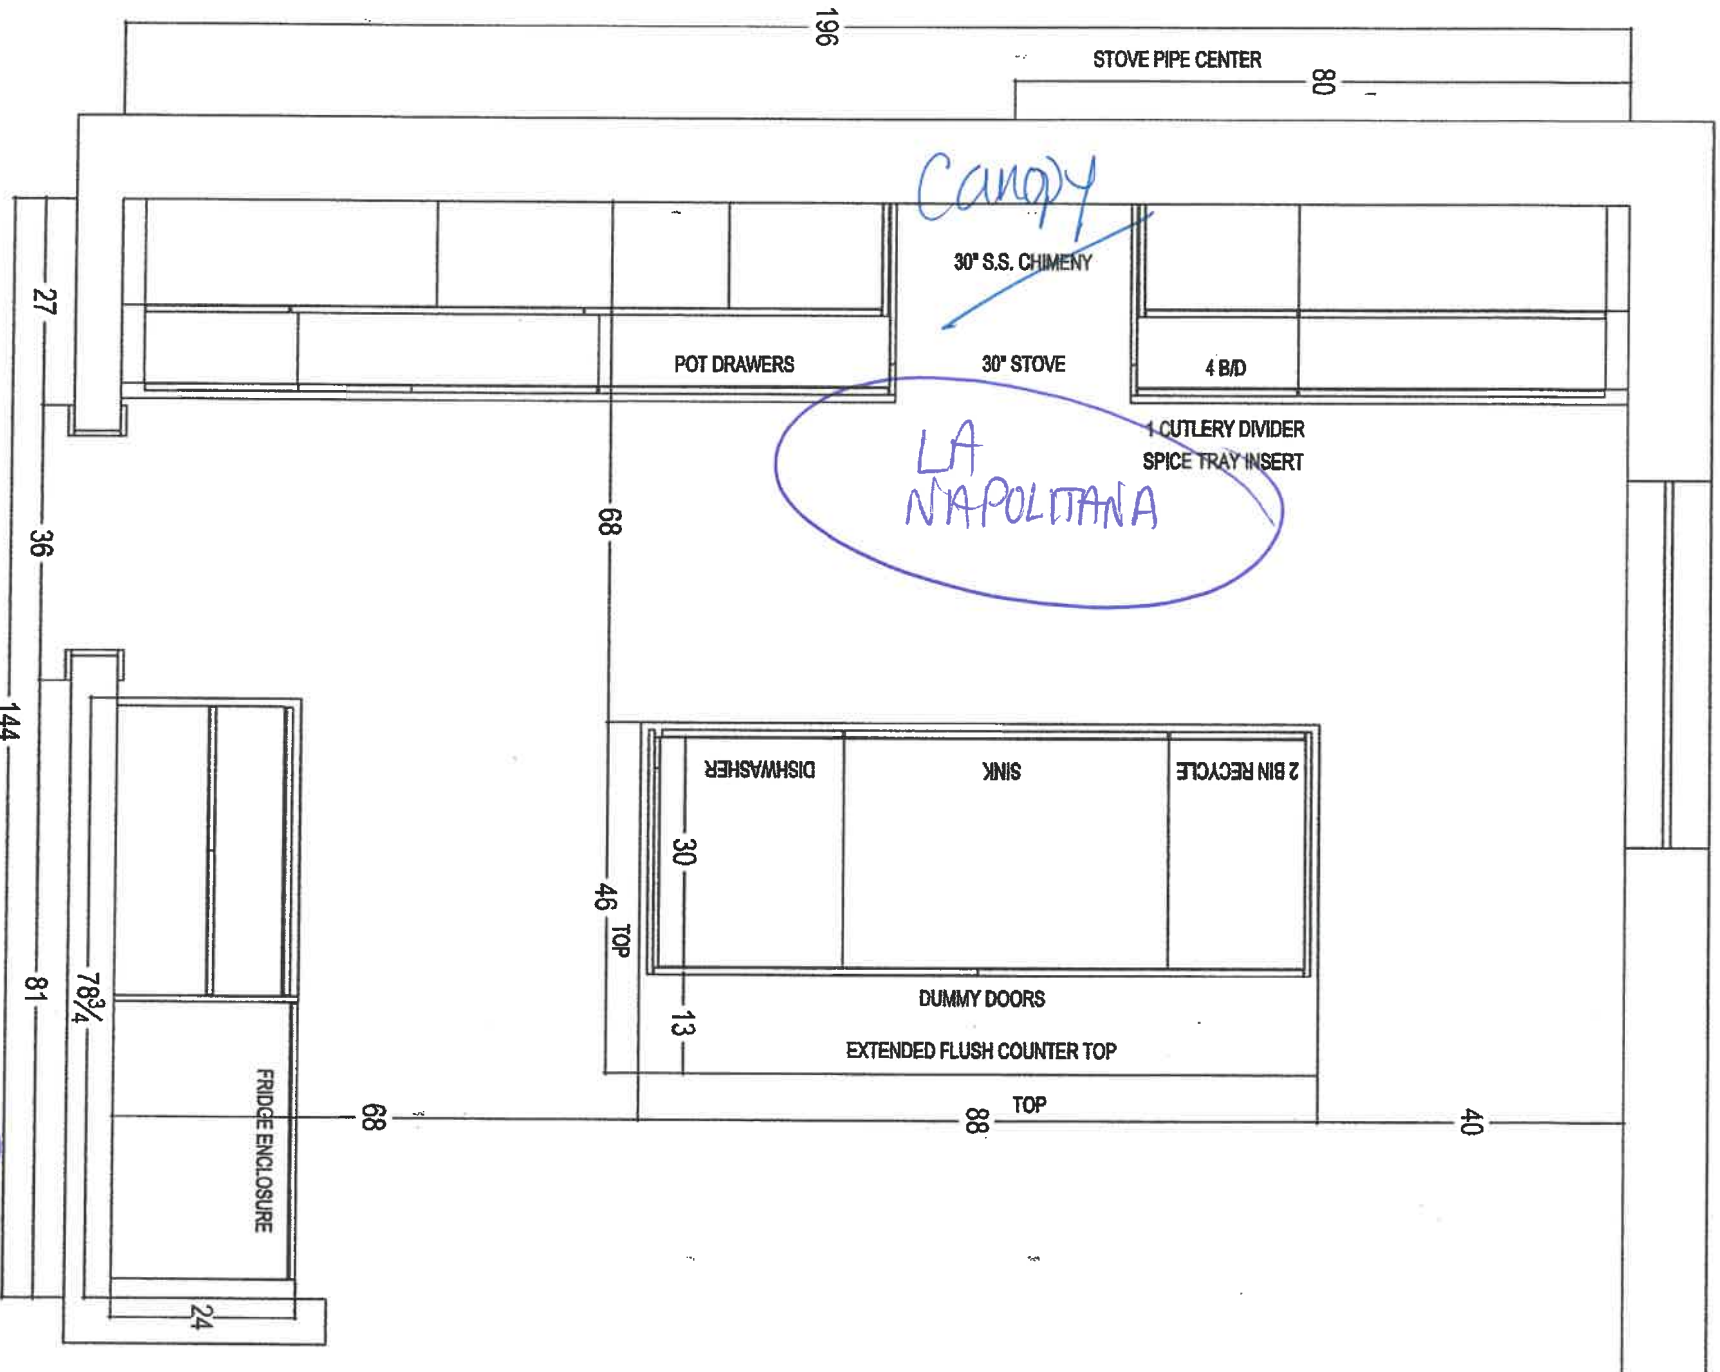 196
STOVE PIPE CENTER
80
Canopy
30" S.S. CHIMENY
27
POT DRAWERS
30" STOVE
4 B/D
1 CUTLERY DIVIDER
SPICE TRAY INSERT
LA
NAPOLITANA
68
36
144
DISHWASHER
SINK
2 BIN RECYCLE
30
46
TOP
13
DUMMY DOORS
EXTENDED FLUSH COUNTER TOP
TOP
81
78¾
FRIDGE ENCLOSURE
68
88
40
24